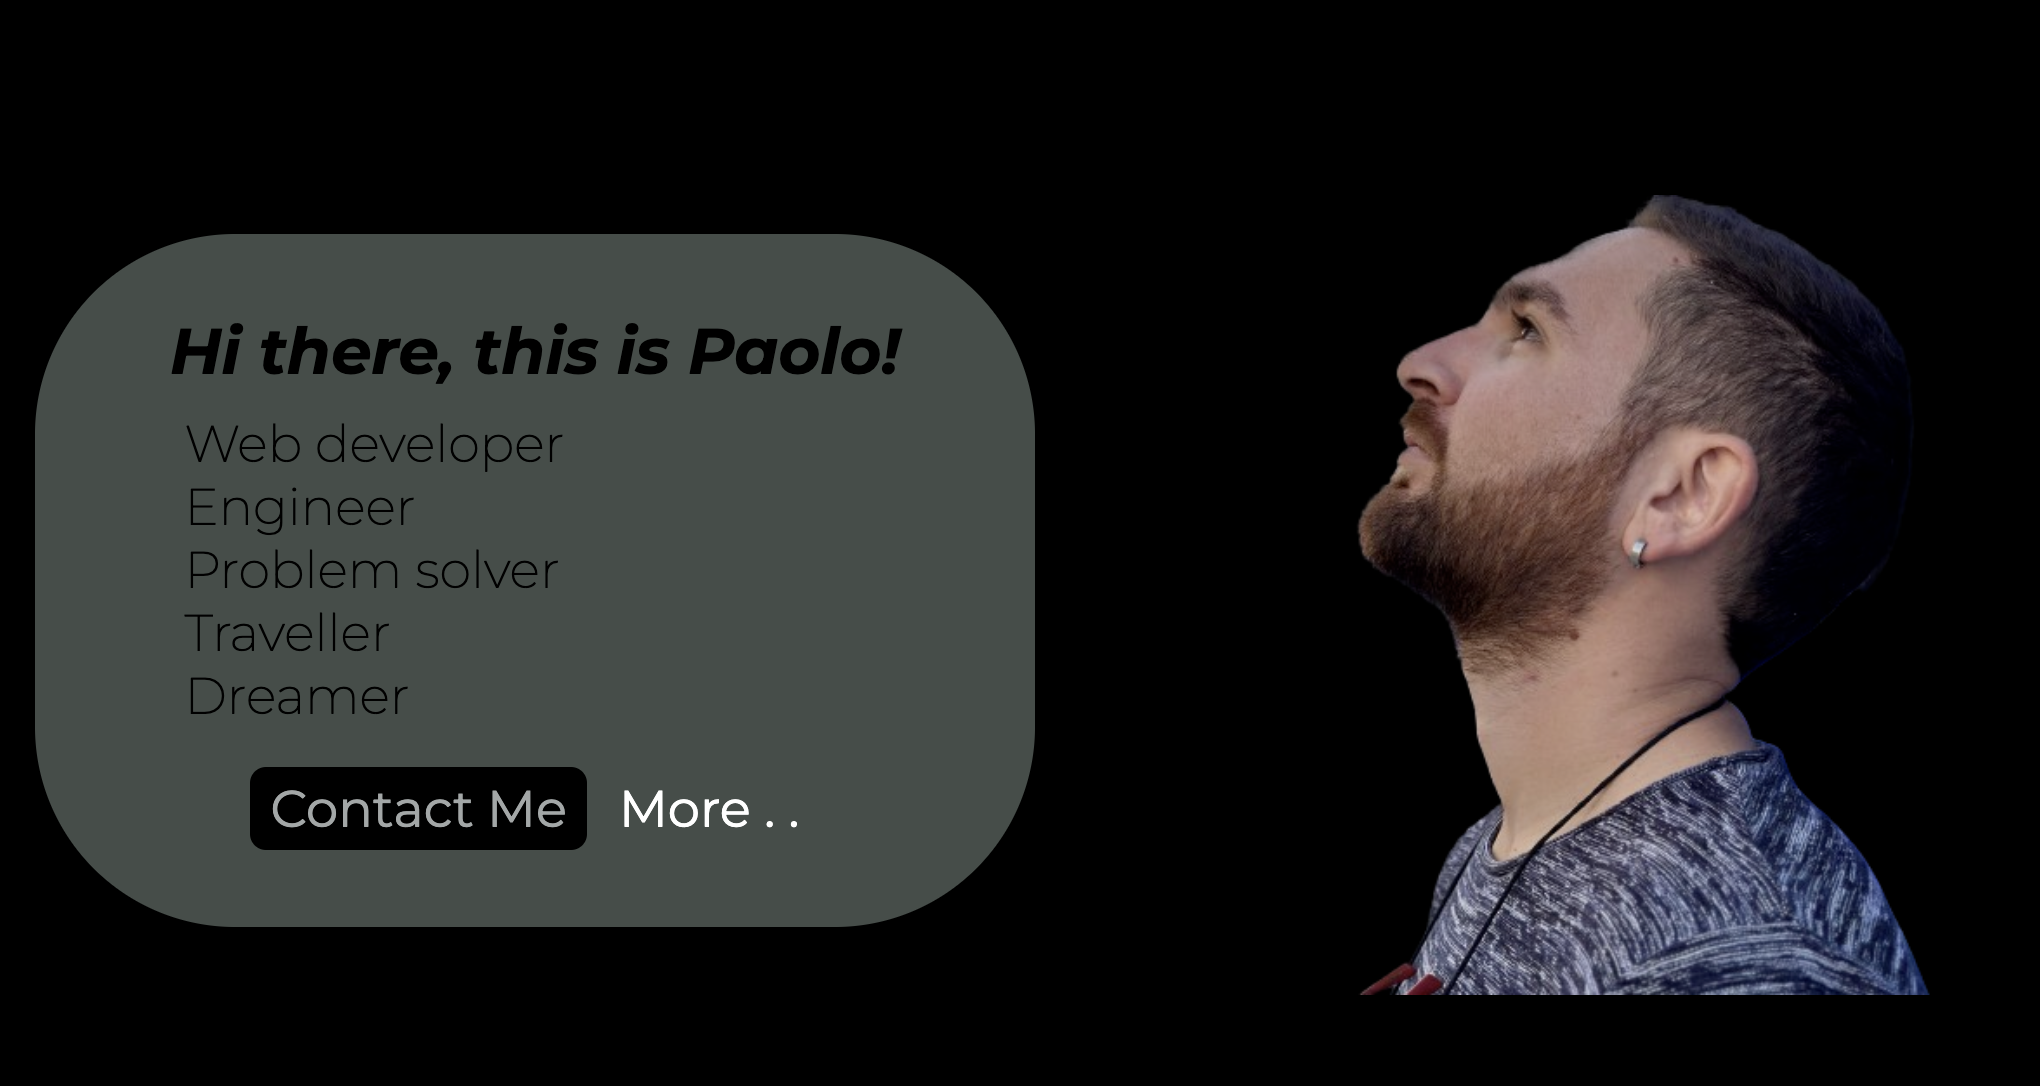 Hi there, this is Paolo!
Web developer
Engineer
Problem solver
Traveller
Dreamer
Contact Me More . .